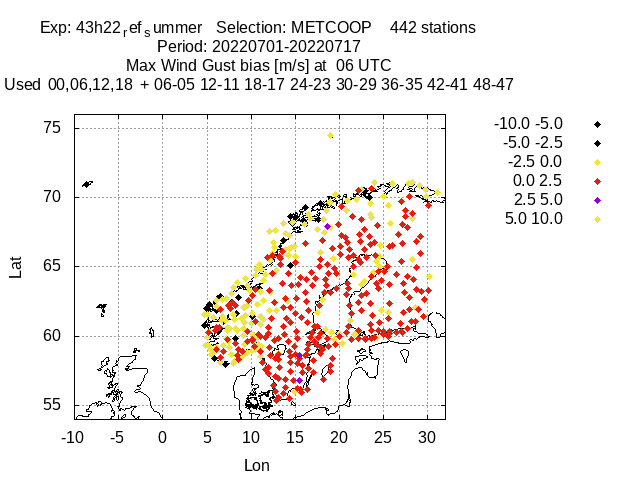 Exp: 43h22refsummer Selection: METCOOP 442 stations
Period: 20220701-20220717
Max Wind Gust bias [m/s] at 06 UTC
Used 00,06,12,18 + 06-05 12-11 18-17 24-23 30-29 36-35 42-41 48-47
-10.0 -5.0
-5.0 -2.5
-2.5 0.0
0.0 2.5
2.5 5.0
5.0 10.0
75
70
65
60
55
Lat
-10 -5 0 5 10 15 20 25 30
Lon